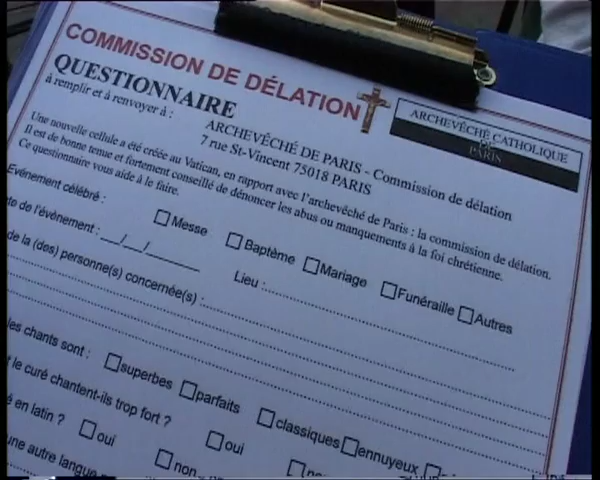 COMMISSION DE DÉLATION
QUESTIONNAIRE
à remplir et à renvoyer à :
ARCHEVÊCHÉ DE PARIS - Commission de délation
7 rue St-Vincent 75018 PARIS
ARCHEVÊCHÉ CATHOLIQUE
DE
PARIS
Une nouvelle cellule a été créée au Vatican, en rapport avec l'archevêché de Paris : la commission de délation.
Il est de bonne tenue et fortement conseillé de dénoncer les abus ou manquements à la foi chrétienne.
Ce questionnaire vous aide à le faire.
Evénement célébré :
Messe Baptême Mariage Funéraille Autres
de l'événement : __/__/______ Lieu :
de la (des) personne(s) concernée(s) :
les chants sont : superbes parfaits classiques ennuyeux
le curé chantent-ils trop fort ? oui
en latin ? oui non
une autre langue non